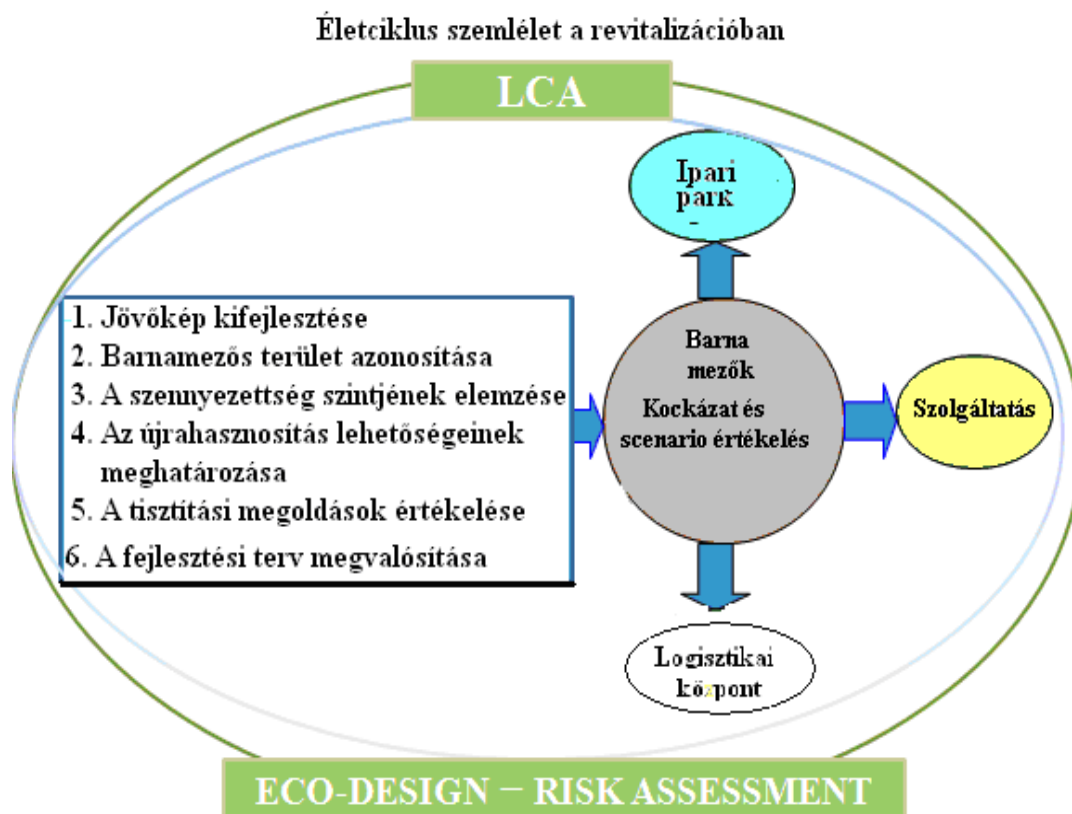 Életciklus szemlélet a revitalizációban
LCA
Ipari
park
1. Jövőkép kifejlesztése
2. Barnamezős terület azonosítása
3. A szennyezettség szintjének elemzése
4. Az újrahasznosítás lehetőségeinek
meghatározása
5. A tisztítási megoldások értékelése
6. A fejlesztési terv megvalósítása
Barna
mezők
Kockázat és
scenario értékelés
Szolgáltatás
Logisztikai
központ
ECO-DESIGN – RISK ASSESSMENT